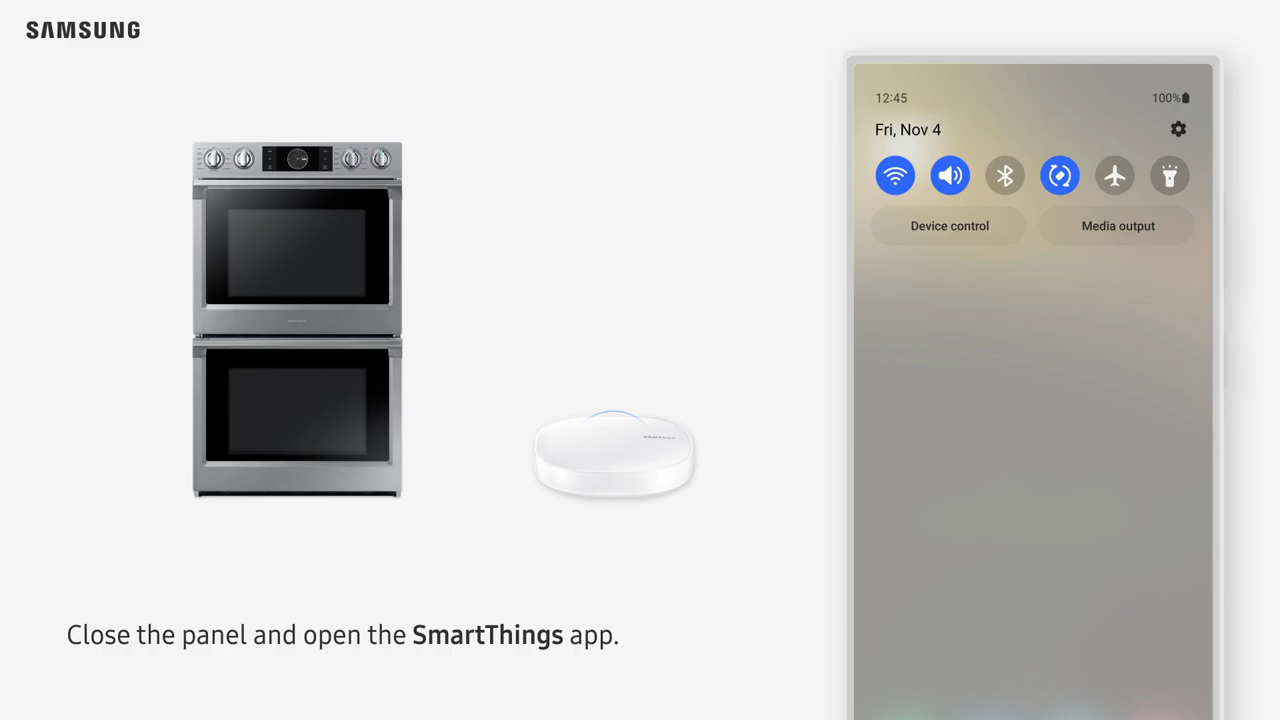 SAMSUNG
12:45
100%
Fri, Nov 4
Device control
Media output
SAMSUNG
Close the panel and open the SmartThings app.